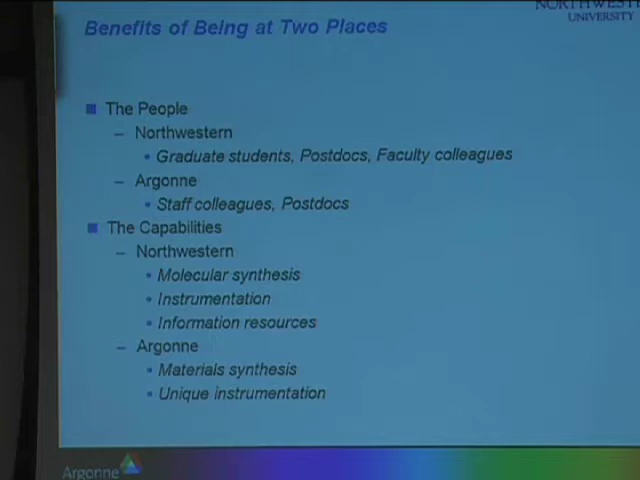 NORTHWESTE
UNIVERSITY
Benefits of Being at Two Places
The People
– Northwestern
• Graduate students, Postdocs, Faculty colleagues
– Argonne
• Staff colleagues, Postdocs
The Capabilities
– Northwestern
• Molecular synthesis
• Instrumentation
• Information resources
– Argonne
• Materials synthesis
• Unique instrumentation
Argonne